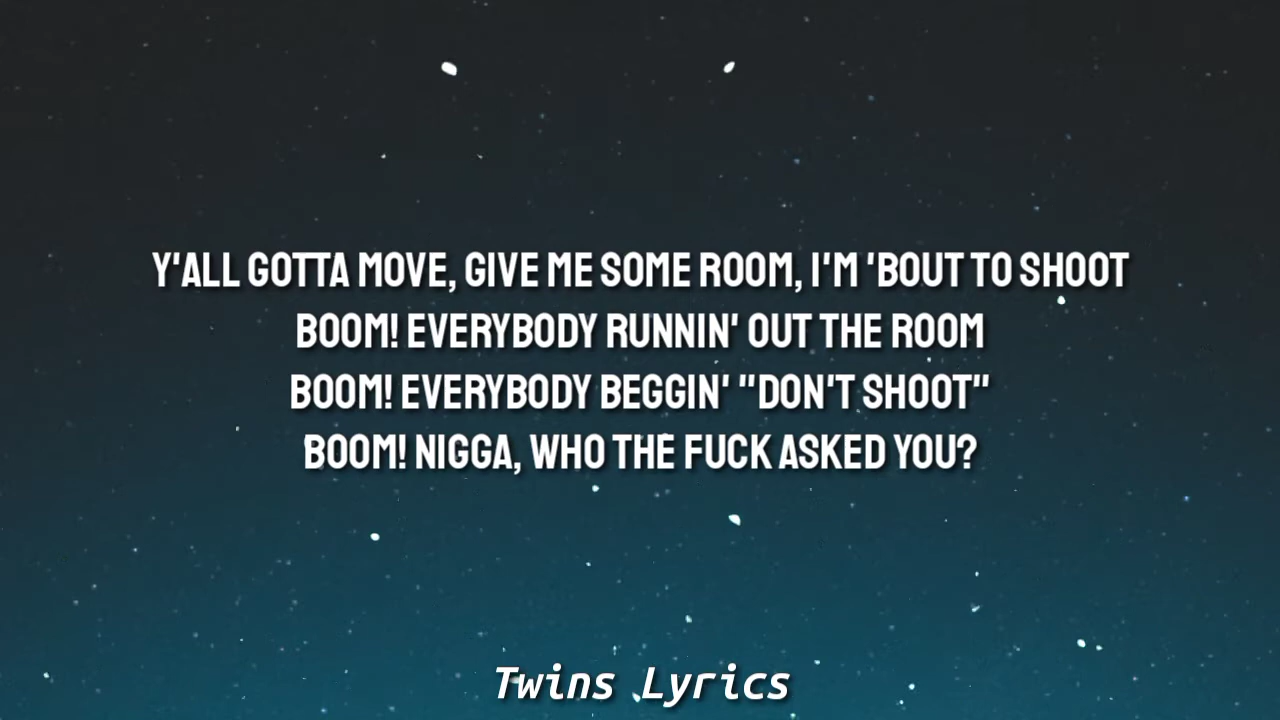 Y'ALL GOTTA MOVE, GIVE ME SOME ROOM, I'M 'BOUT TO SHOOT
BOOM! EVERYBODY RUNNIN' OUT THE ROOM
BOOM! EVERYBODY BEGGIN' "DON'T SHOOT"
BOOM! NIGGA, WHO THE FUCK ASKED YOU?
Twins Lyrics